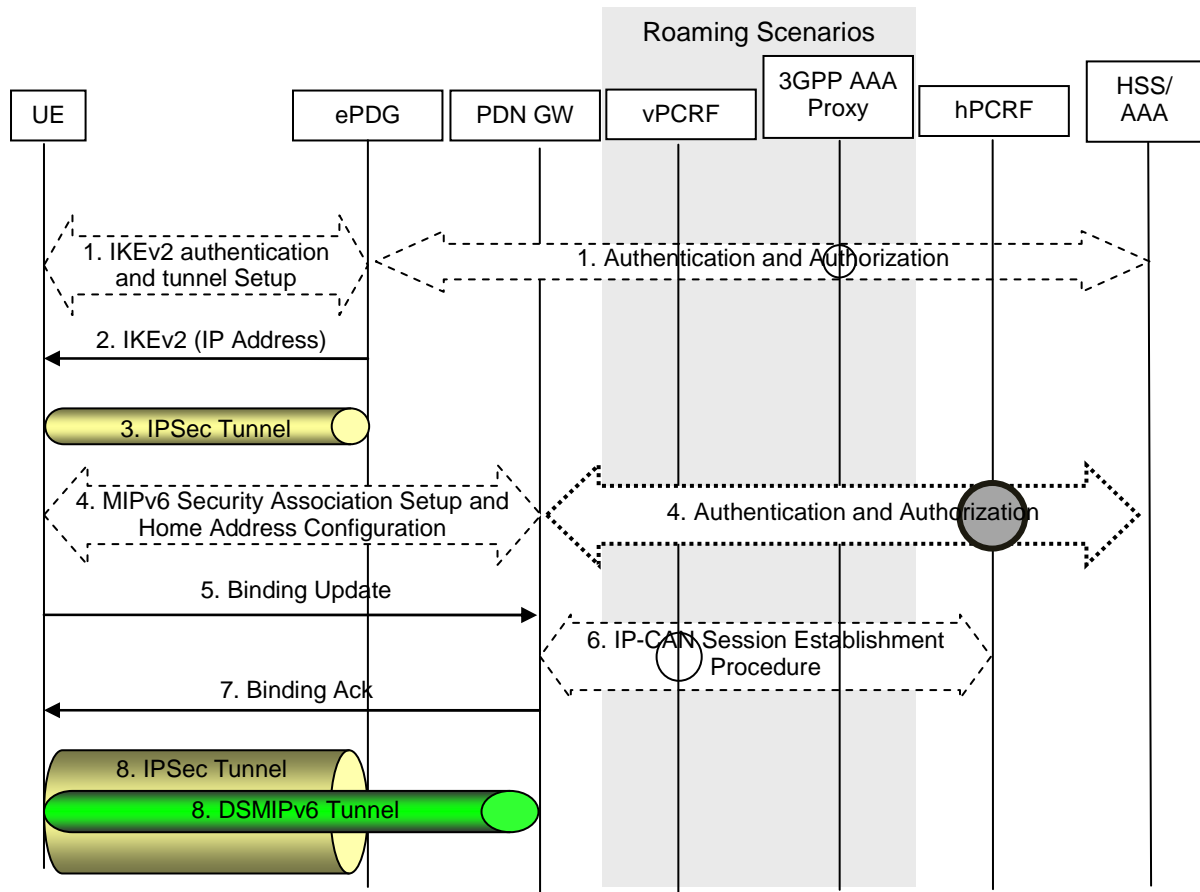 Roaming Scenarios
UE
ePDG
PDN GW
vPCRF
3GPP AAA
Proxy
hPCRF
HSS/
AAA
1. IKEv2 authentication
and tunnel Setup
1. Authentication and Authorization
2. IKEv2 (IP Address)
3. IPSec Tunnel
4. MIPv6 Security Association Setup and
Home Address Configuration
4. Authentication and Authorization
5. Binding Update
6. IP-CAN Session Establishment
Procedure
7. Binding Ack
8. IPSec Tunnel
8. DSMIPv6 Tunnel